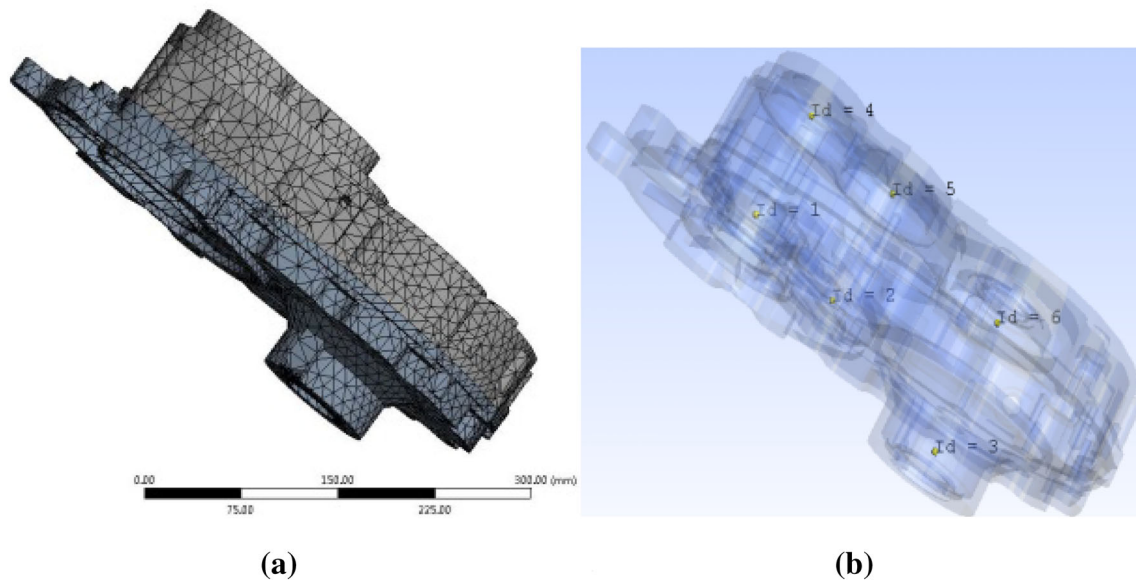 Id = 4
Id = 5
Id = 1
Id = 2
Id = 6
Id = 3
0.00 150.00 300.00 (mm)
75.00 225.00
(a) (b)